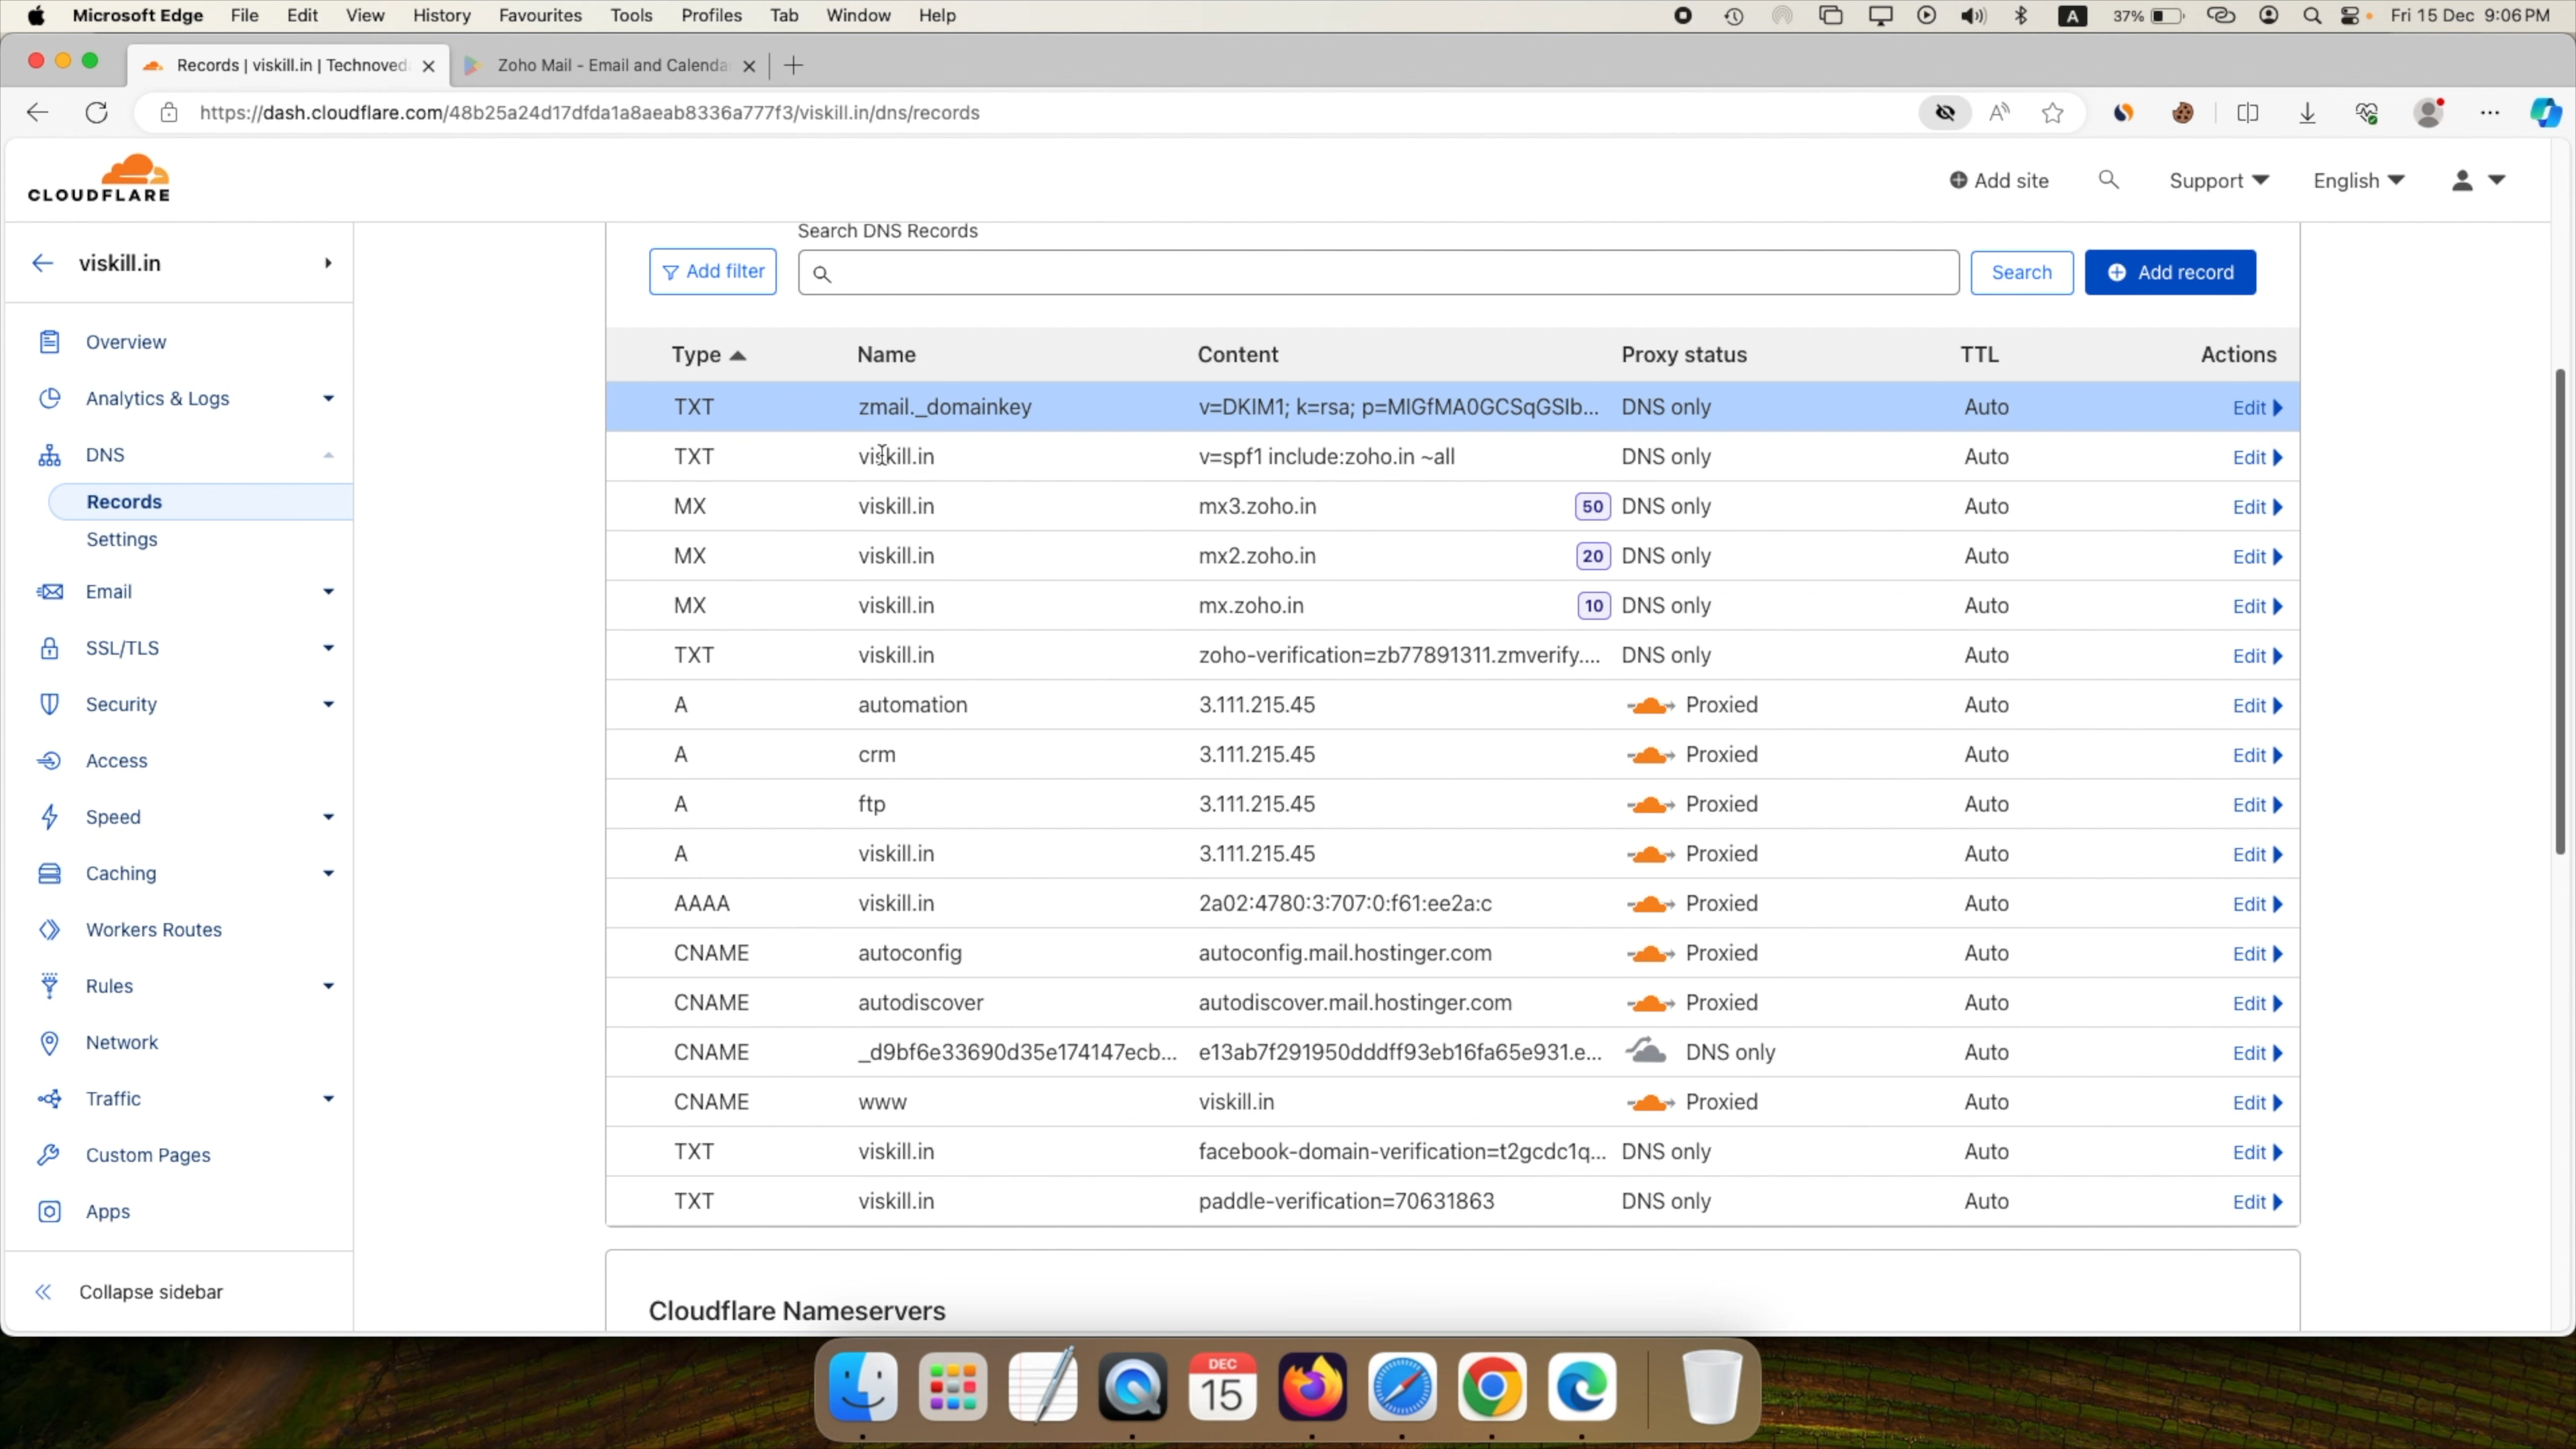 Microsoft Edge File Edit View History Favourites Tools Profiles Tab Window Help A 37% Fri 15 Dec 9:06 PM
Records | viskill.in | Technoved Zoho Mail - Email and Calenda
https://dash.cloudflare.com/48b25a24d17dfda1a8aeab8336a777f3/viskill.in/dns/records
CLOUDFLARE
Add site Support English
viskill.in
Overview
Analytics & Logs
DNS
Records
Settings
Email
SSL/TLS
Security
Access
Speed
Caching
Workers Routes
Rules
Network
Traffic
Custom Pages
Apps
Collapse sidebar
Search DNS Records
Add filter Search Add record
Type Name Content Proxy status TTL Actions
TXT zmail._domainkey v=DKIM1; k=rsa; p=MIGfMA0GCSqGSIb... DNS only Auto Edit
TXT viskill.in v=spf1 include:zoho.in ~all DNS only Auto Edit
MX viskill.in mx3.zoho.in 50 DNS only Auto Edit
MX viskill.in mx2.zoho.in 20 DNS only Auto Edit
MX viskill.in mx.zoho.in 10 DNS only Auto Edit
TXT viskill.in zoho-verification=zb77891311.zmverify.... DNS only Auto Edit
A automation 3.111.215.45 Proxied Auto Edit
A crm 3.111.215.45 Proxied Auto Edit
A ftp 3.111.215.45 Proxied Auto Edit
A viskill.in 3.111.215.45 Proxied Auto Edit
AAAA viskill.in 2a02:4780:3:707:0:f61:ee2a:c Proxied Auto Edit
CNAME autoconfig autoconfig.mail.hostinger.com Proxied Auto Edit
CNAME autodiscover autodiscover.mail.hostinger.com Proxied Auto Edit
CNAME _d9bf6e33690d35e174147ecb... e13ab7f291950dddff93eb16fa65e931.e... DNS only Auto Edit
CNAME www viskill.in Proxied Auto Edit
TXT viskill.in facebook-domain-verification=t2gcdc1q... DNS only Auto Edit
TXT viskill.in paddle-verification=70631863 DNS only Auto Edit
Cloudflare Nameservers
DEC
15